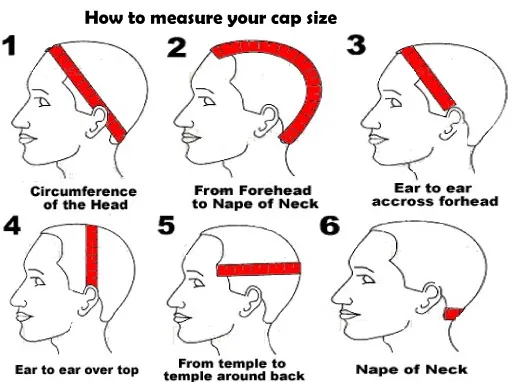 How to measure your cap size
1
2
3
Circumference
of the Head
From Forehead
to Nape of Neck
Ear to ear
accross forhead
4
5
6
Ear to ear over top
From temple to
temple around back
Nape of Neck